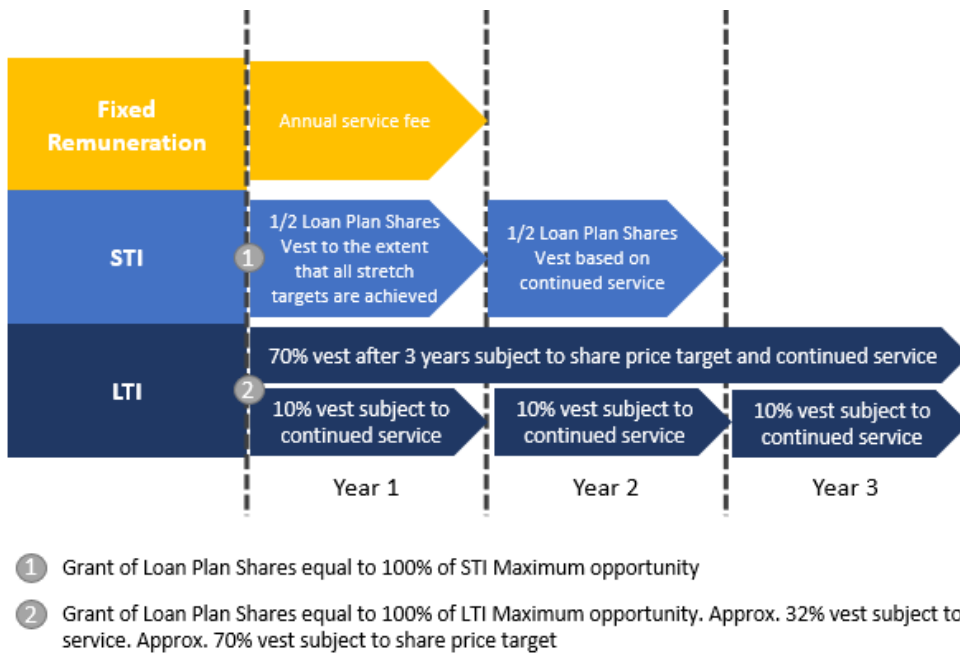 Fixed
Remuneration
Annual service fee
STI
1
1/2 Loan Plan Shares
Vest to the extent
that all stretch
targets are achieved
1/2 Loan Plan Shares
Vest based on
continued service
LTI
2
70% vest after 3 years subject to share price target and continued service
10% vest subject to
continued service
10% vest subject to
continued service
10% vest subject to
continued service
Year 1
Year 2
Year 3
1 Grant of Loan Plan Shares equal to 100% of STI Maximum opportunity
2 Grant of Loan Plan Shares equal to 100% of LTI Maximum opportunity. Approx. 32% vest subject to
service. Approx. 70% vest subject to share price target